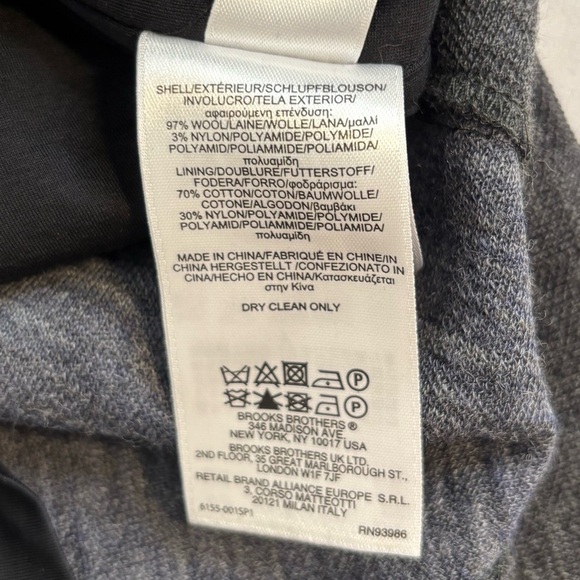 SHELL/EXTÉRIEUR/SCHLUPFBLOUSON/
INVOLUCRO/TELA EXTERIOR/
αφαιρούμενη επένδυση:
97% WOOL/LAINE/WOLLE/LANA/μαλλί
3% NYLON/POLYAMIDE/POLYMIDE/
POLYAMID/POLIAMMIDE/POLIAMIDA/
πολυαμίδη
LINING/DOUBLURE/FUTTERSTOFF/
FODERA/FORRO/φοδράρισμα:
70% COTTON/COTON/BAUMWOLLE/
COTONE/ALGODON/βαμβάκι
30% NYLON/POLYAMIDE/POLYMIDE/
POLYAMID/POLIAMMIDE/POLIAMIDA/
πολυαμίδη
MADE IN CHINA/FABRIQUÉ EN CHINE/IN
CHINA HERGESTELLT /CONFEZIONATO IN
CINA/HECHO EN CHINA/Κατασκευάζεται
στην Κίνα
DRY CLEAN ONLY
P
P
BROOKS BROTHERS ®
346 MADISON AVE.
NEW YORK, NY 10017 USA
BROOKS BROTHERS UK LTD.
2ND FLOOR, 35 GREAT MARLBOROUGH ST.,
LONDON W1F 7JF
RETAIL BRAND ALLIANCE EUROPE S.R.L.
3, CORSO MATTEOTTI
20121 MILAN ITALY
6155-001SP1
RN93986